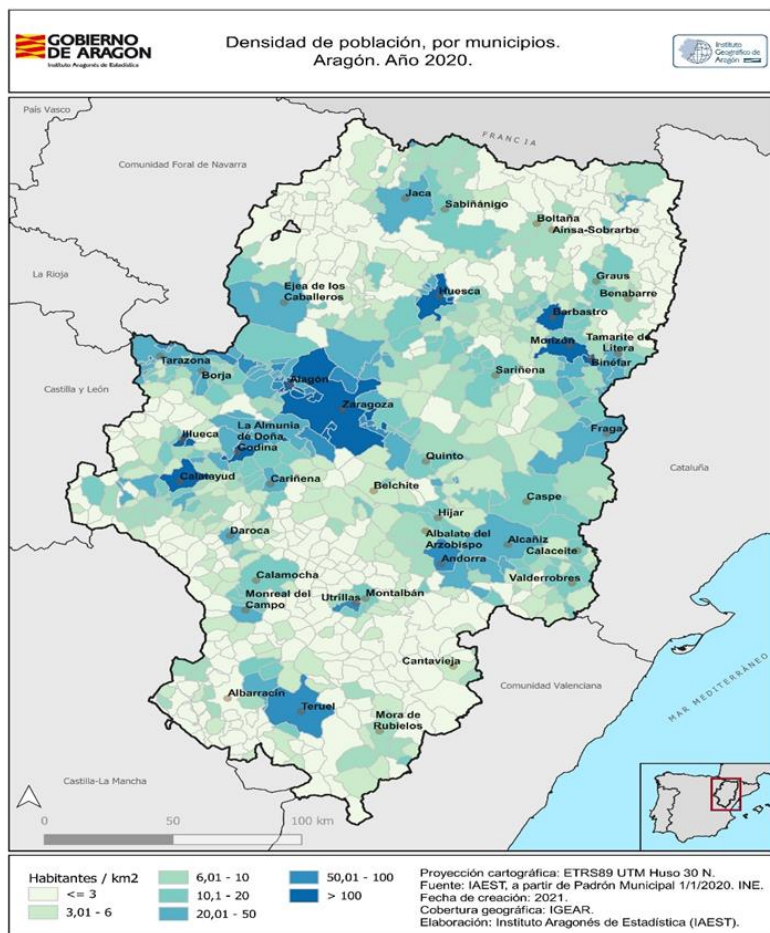 GOBIERNO
DE ARAGON
Instituto Aragonés de Estadística
Densidad de población, por municipios.
Aragón. Año 2020.
Instituto
Geográfico de
Aragón
País Vasco
FRANCIA
Comunidad Foral de Navarra
Jaca
Sabiñánigo
Boltaña
Aínsa-Sobrarbe
La Rioja
Graus
Ejea de los
Caballeros
Huesca
Benabarre
Barbastro
Monzón
Tamarite de
Litera
Tarazona
Binéfar
Borja
Alagón
Sariñena
Castilla y León
Zaragoza
La Almunia
de Doña
Godina
Illueca
Fraga
Quinto
Cataluña
Calatayud
Cariñena
Belchite
Caspe
Híjar
Daroca
Albalate del
Arzobispo
Alcañiz
Calaceite
Andorra
Calamocha
Valderrobres
Monreal del
Campo
Utrillas
Montalbán
Cantavieja
Comunidad Valenciana
MAR MEDITERRÁNEO
Albarracín
Teruel
Mora de
Rubielos
Castilla-La Mancha
0 50 100 km
Habitantes / km2
<= 3
3,01 - 6
6,01 - 10
10,1 - 20
20,01 - 50
50,01 - 100
> 100
Proyección cartográfica: ETRS89 UTM Huso 30 N.
Fuente: IAEST, a partir de Padrón Municipal 1/1/2020. INE.
Fecha de creación: 2021.
Cobertura geográfica: IGEAR.
Elaboración: Instituto Aragonés de Estadística (IAEST).